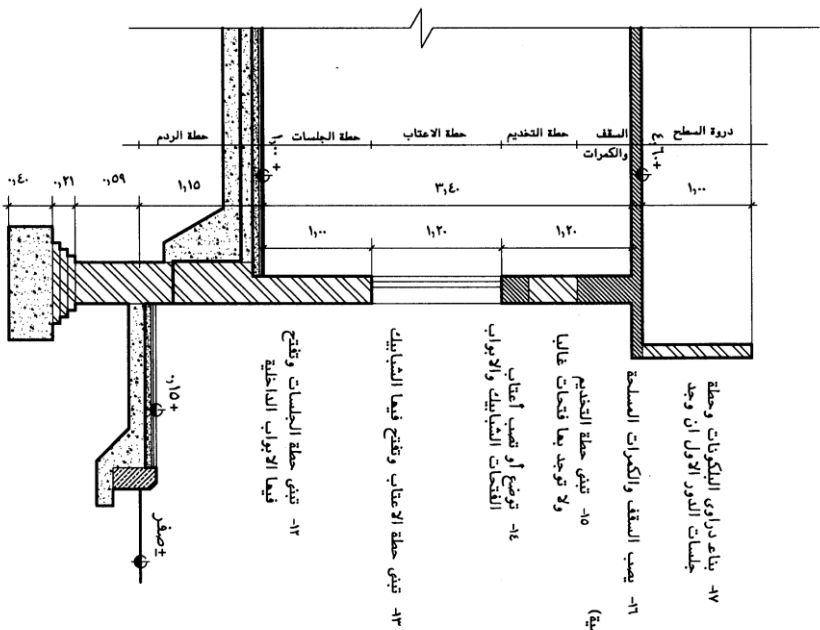 دروة السطح
السقف
والكمرات
حطة التخديم
حطة الاعتاب
حطة الجلسات
حطة الردم
+ ٤,٦٠
+ ١,٠٠
١,٠٠
٣,٤٠
١,١٥
٠,٥٩
٠,٢١
٠,٤٠
١,٢٠
١,٢٠
١,٠٠
+ ٠,١٥
± صفر
١٢- تبنى حطة الجلسات وتفتح
فيها الابواب الداخلية
١٣- تبنى حطة الاعتاب وتفتح فيها الشبابيك
١٤- توضع أو تصب أعتاب
الفتحات الشبابيك والابواب
١٥- تبنى حطة التخديم
ولا توجد بها فتحات غالبا
١٦- يصب السقف والكمرات المسلحة
١٧- بناء دراوى البلكونات وحطة
جلسات الدور الاول ان وجد